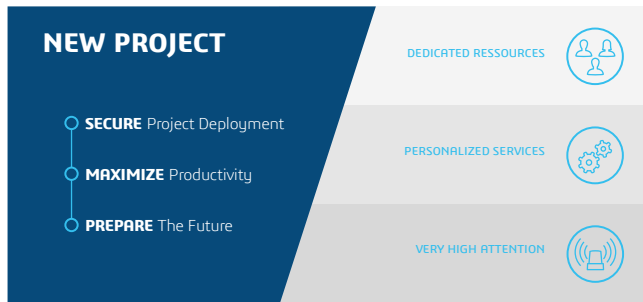 NEW PROJECT
SECURE Project Deployment
MAXIMIZE Productivity
PREPARE The Future
DEDICATED RESSOURCES
PERSONALIZED SERVICES
VERY HIGH ATTENTION